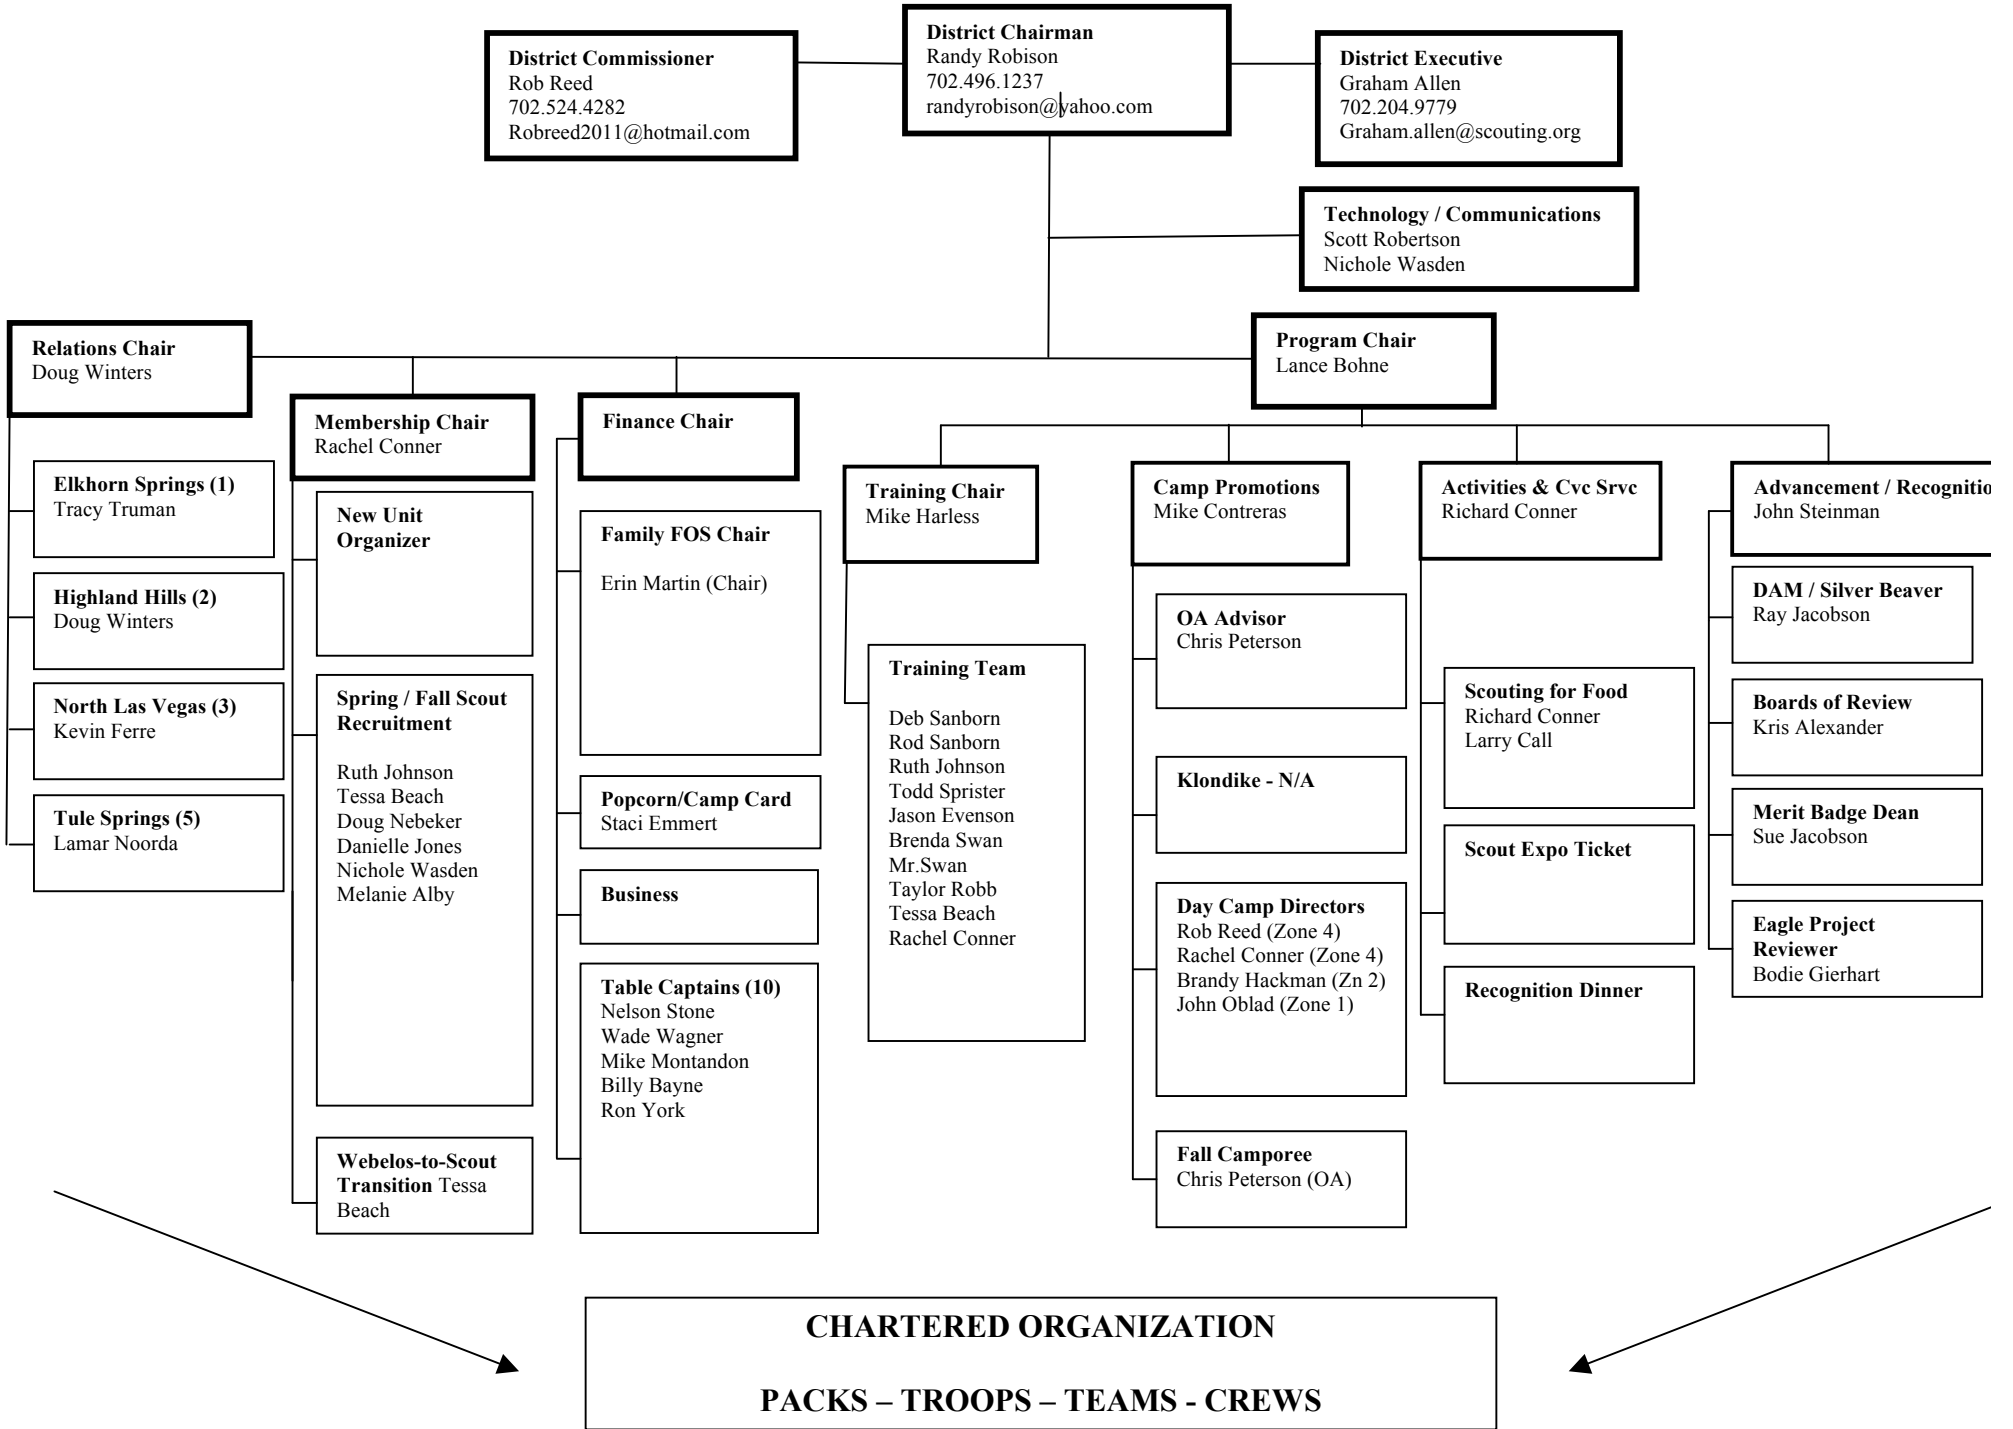 District Commissioner
Rob Reed
702.524.4282
Robreed2011@hotmail.com
District Chairman
Randy Robison
702.496.1237
randyrobison@yahoo.com
District Executive
Graham Allen
702.204.9779
Graham.allen@scouting.org
Technology / Communications
Scott Robertson
Nichole Wasden
Relations Chair
Doug Winters
Program Chair
Lance Bohne
Membership Chair
Rachel Conner
Finance Chair
Elkhorn Springs (1)
Tracy Truman
Highland Hills (2)
Doug Winters
North Las Vegas (3)
Kevin Ferre
Tule Springs (5)
Lamar Noorda
New Unit
Organizer
Spring / Fall Scout
Recruitment
Ruth Johnson
Tessa Beach
Doug Nebeker
Danielle Jones
Nichole Wasden
Melanie Alby
Webelos-to-Scout
Transition Tessa
Beach
Family FOS Chair
Erin Martin (Chair)
Popcorn/Camp Card
Staci Emmert
Business
Table Captains (10)
Nelson Stone
Wade Wagner
Mike Montandon
Billy Bayne
Ron York
Training Chair
Mike Harless
Training Team
Deb Sanborn
Rod Sanborn
Ruth Johnson
Todd Sprister
Jason Evenson
Brenda Swan
Mr.Swan
Taylor Robb
Tessa Beach
Rachel Conner
Camp Promotions
Mike Contreras
OA Advisor
Chris Peterson
Klondike - N/A
Day Camp Directors
Rob Reed (Zone 4)
Rachel Conner (Zone 4)
Brandy Hackman (Zn 2)
John Oblad (Zone 1)
Fall Camporee
Chris Peterson (OA)
Activities & Cvc Srvc
Richard Conner
Scouting for Food
Richard Conner
Larry Call
Scout Expo Ticket
Recognition Dinner
Advancement / Recognitio
John Steinman
DAM / Silver Beaver
Ray Jacobson
Boards of Review
Kris Alexander
Merit Badge Dean
Sue Jacobson
Eagle Project
Reviewer
Bodie Gierhart
CHARTERED ORGANIZATION
PACKS – TROOPS – TEAMS - CREWS